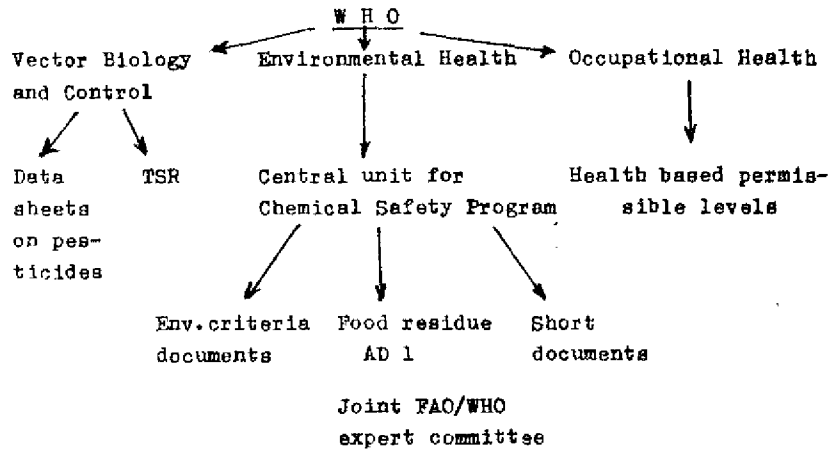 W H O
Vector Biology and Control
Environmental Health
Occupational Health
Data sheets on pes-
ticides
TSR
Central unit for
Chemical Safety Program
Health based permis-
sible levels
Env.criteria
documents
Food residue
AD 1
Short
documents
Joint FAO/WHO
expert committee